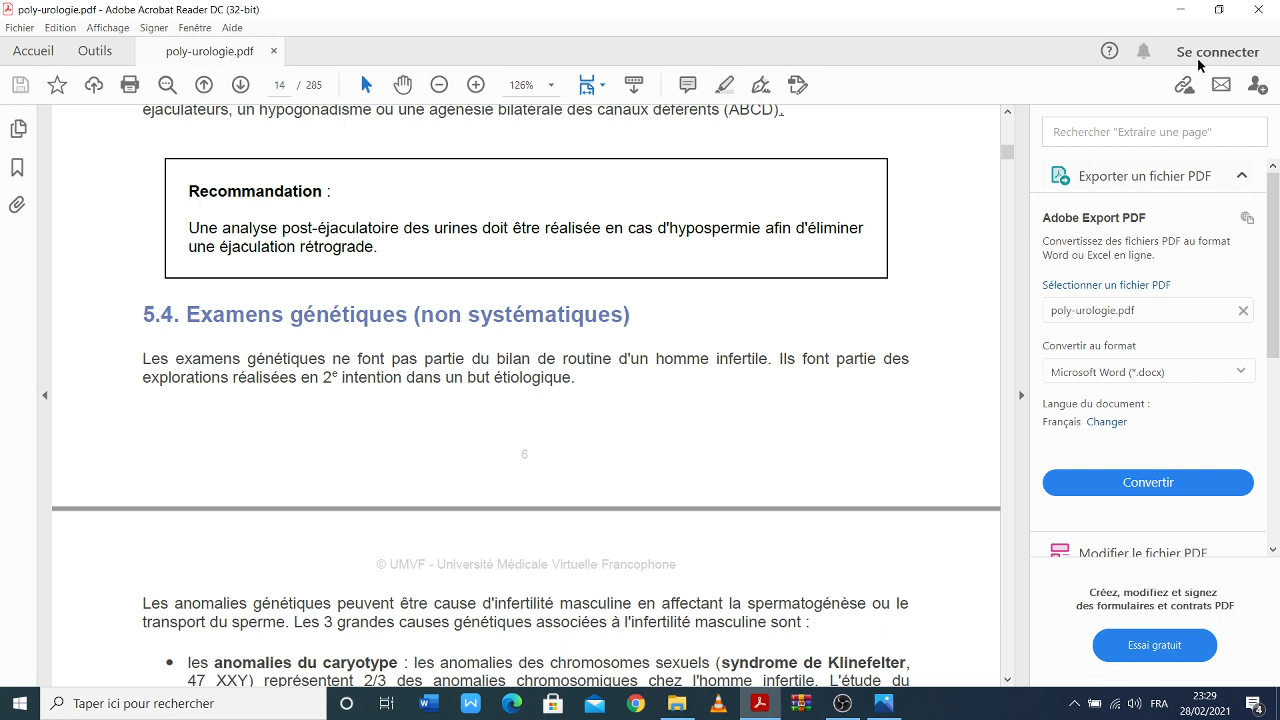 poly-urologie.pdf - Adobe Acrobat Reader DC (32-bit)
Fichier Edition Affichage Signer Fenêtre Aide
Accueil Outils poly-urologie.pdf × Se connecter
14 / 285 126%
éjaculateurs, un hypogonadisme ou une agénésie bilatérale des canaux déférents (ABCD).
Recommandation :
Une analyse post-éjaculatoire des urines doit être réalisée en cas d'hypospermie afin d'éliminer
une éjaculation rétrograde.
5.4. Examens génétiques (non systématiques)
Les examens génétiques ne font pas partie du bilan de routine d'un homme infertile. Ils font partie des
explorations réalisées en 2e intention dans un but étiologique.
6
© UMVF - Université Médicale Virtuelle Francophone
Les anomalies génétiques peuvent être cause d'infertilité masculine en affectant la spermatogénèse ou le
transport du sperme. Les 3 grandes causes génétiques associées à l'infertilité masculine sont :
• les anomalies du caryotype : les anomalies des chromosomes sexuels (syndrome de Klinefelter,
47 XXY) représentent 2/3 des anomalies chromosomiques chez l'homme infertile. L'étude du
Rechercher "Extraire une page"
Exporter un fichier PDF
Adobe Export PDF
Convertissez des fichiers PDF au format
Word ou Excel en ligne.
Sélectionner un fichier PDF
poly-urologie.pdf
Convertir au format
Microsoft Word (*.docx)
Langue du document :
Français Changer
Convertir
Modifier le fichier PDF
Créez, modifiez et signez
des formulaires et contrats PDF
Essai gratuit
Taper ici pour rechercher
FRA
23:29
28/02/2021
4